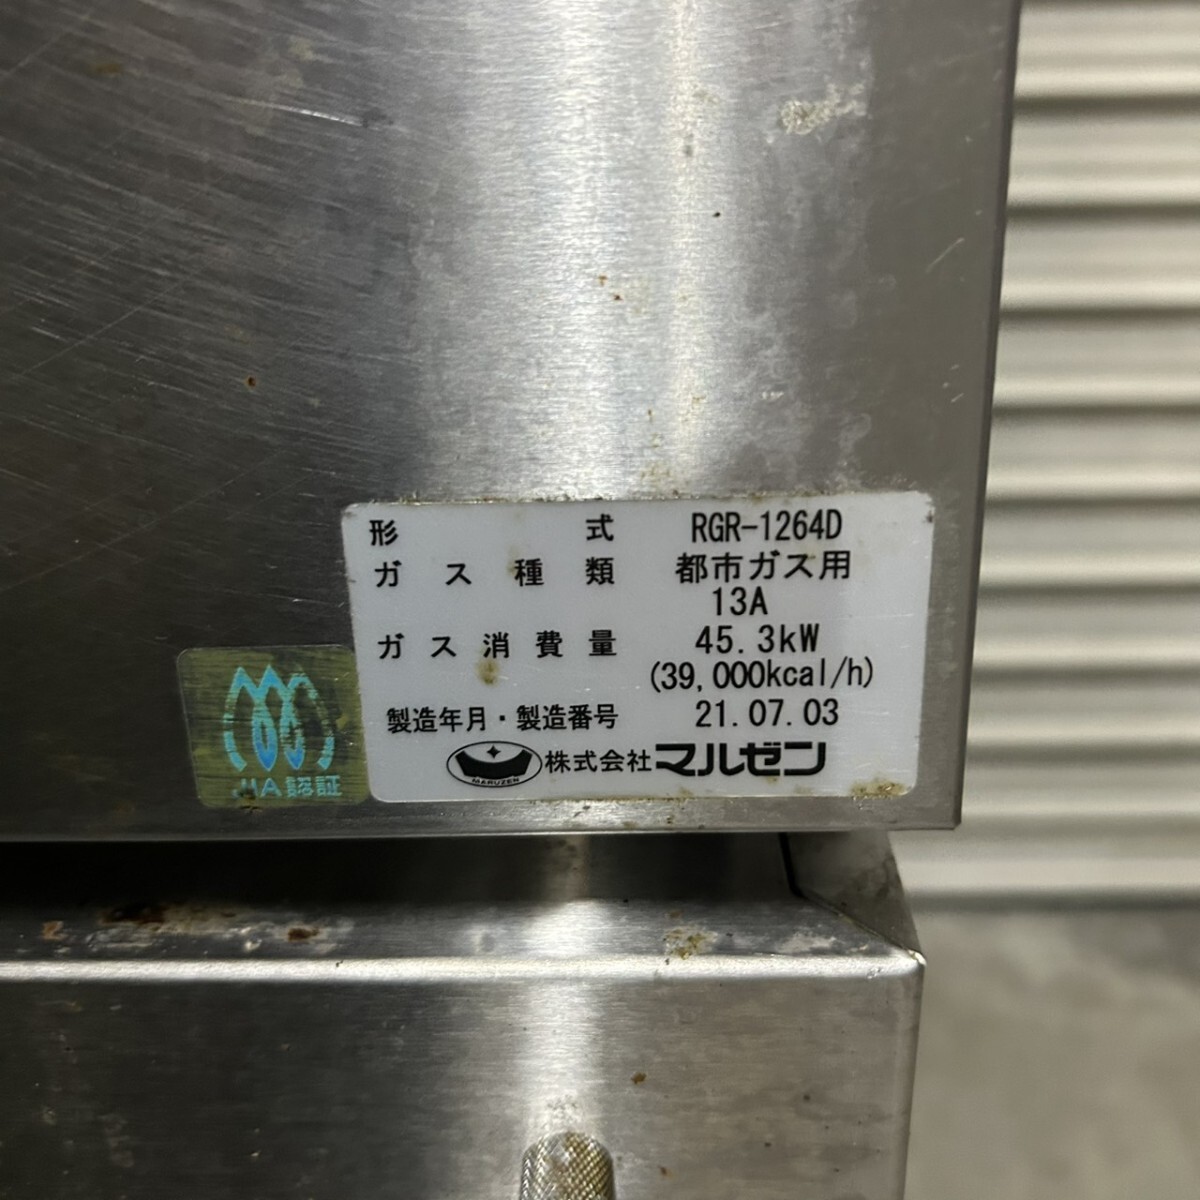 形式 RGR-1264D
ガス種類 都市ガス用
13A
ガス消費量 45.3kW
(39,000kcal/h)
製造年月・製造番号 21.07.03
MARUZEN 株式会社マルゼン
JIA認証